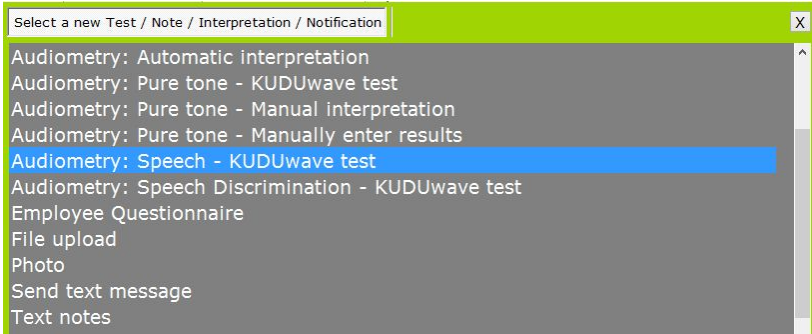 Select a new Test / Note / Interpretation / Notification
X
Audiometry: Automatic interpretation
Audiometry: Pure tone - KUDUwave test
Audiometry: Pure tone - Manual interpretation
Audiometry: Pure tone - Manually enter results
Audiometry: Speech - KUDUwave test
Audiometry: Speech Discrimination - KUDUwave test
Employee Questionnaire
File upload
Photo
Send text message
Text notes